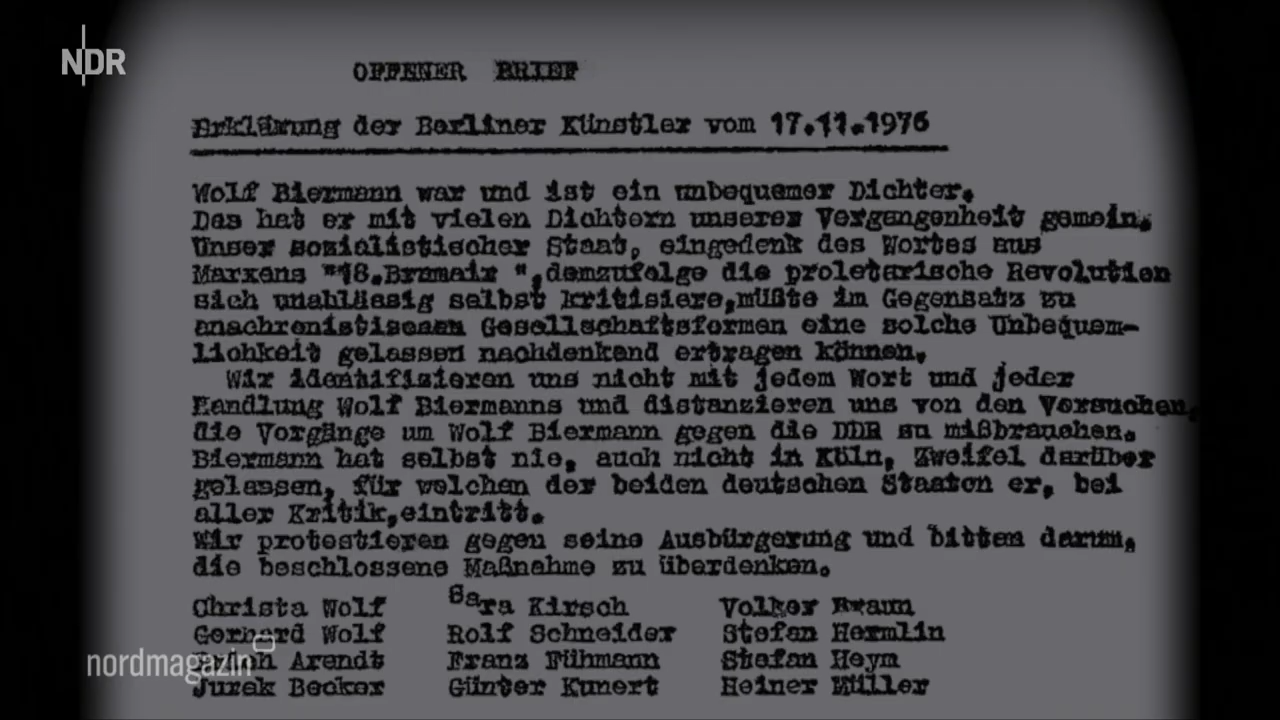 NDR
OFFENER BRIEF
Erklärung der Berliner Künstler vom 17.11.1976
Wolf Biermann war und ist ein unbequemer Dichter.
Das hat er mit vielen Dichtern unserer Vergangenheit gemein.
Unser sozialistischer Staat, eingedenk des Wortes aus
Marxens "18.Brumair ",demzufolge die proletarische Revolution
sich unablässig selbst kritisiere,müßte im Gegensatz zu
anachronistischen Gesellschaftsformen eine solche Unbequem-
lichkeit gelassen nachdenkend ertragen können.
Wir identifizieren uns nicht mit jedem Wort und jeder
Handlung Wolf Biermanns und distanzieren uns von den Versuchen,
die Vorgänge um Wolf Biermann gegen die DDR zu mißbrauchen.
Biermann hat selbst nie, auch nicht in Köln, Zweifel darüber
gelassen, für welchen der beiden deutschen Staaten er, bei
aller Kritik,eintritt.
Wir protestieren gegen seine Ausbürgerung und bitten darum,
die beschlossene Maßnahme zu überdenken.
Christa Wolf Sara Kirsch Volker Braun
Gerhard Wolf Rolf Schneider Stefan Hermlin
Erich Arendt Franz Fühmann Stefan Heym
Jurek Becker Günter Kunert Heiner Müller
nordmagazin